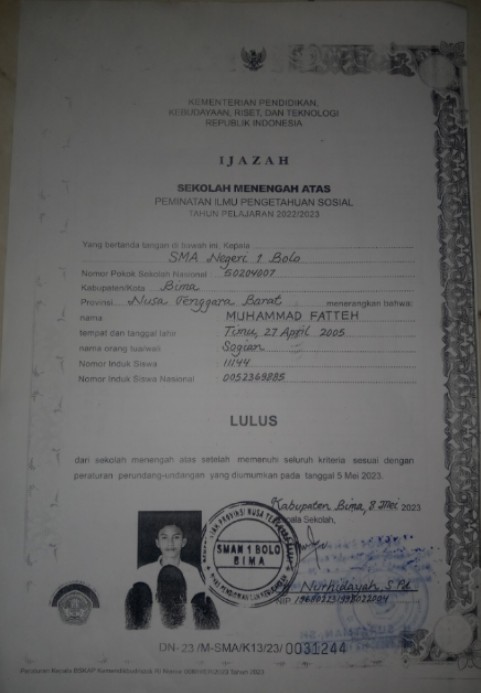 KEMENTERIAN PENDIDIKAN,
KEBUDAYAAN, RISET, DAN TEKNOLOGI
REPUBLIK INDONESIA
IJAZAH
SEKOLAH MENENGAH ATAS
PEMINATAN ILMU PENGETAHUAN SOSIAL
TAHUN PELAJARAN 2022/2023
Yang bertanda tangan di bawah ini, Kepala
SMA Negeri 1 Bolo
Nomor Pokok Sekolah Nasional 50204807
Kabupaten/Kota Bima
Provinsi Nusa Tenggara Barat menerangkan bahwa:
nama MUHAMMAD FATTEH
tempat dan tanggal lahir Timu, 27 April 2005
nama orang tua/wali Sogian
Nomor Induk Siswa 11144
Nomor Induk Siswa Nasional 0052369885
LULUS
dari sekolah menengah atas setelah memenuhi seluruh kriteria sesuai dengan
peraturan perundang-undangan yang diumumkan pada tanggal 5 Mei 2023.
Kabupaten Bima, 8 Mei 2023
Kepala Sekolah,
SMAN 1 BOLO
BIMA
Nurhidayah, S.Pd
NIP.
DN-23 /M-SMA/K13/23/ 0031244